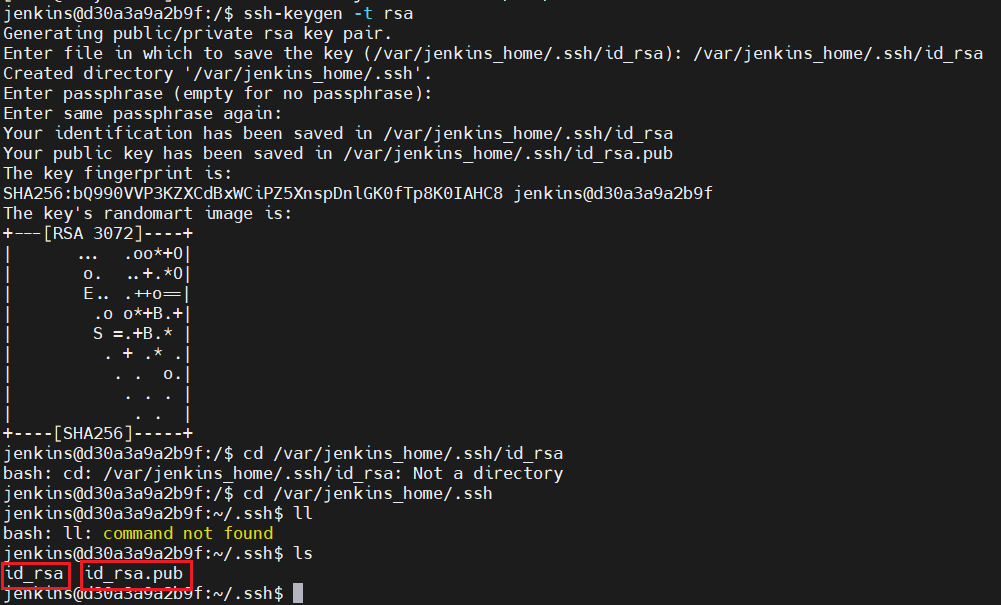 jenkins@d30a3a9a2b9f:/$ ssh-keygen -t rsa
Generating public/private rsa key pair.
Enter file in which to save the key (/var/jenkins_home/.ssh/id_rsa): /var/jenkins_home/.ssh/id_rsa
Created directory '/var/jenkins_home/.ssh'.
Enter passphrase (empty for no passphrase):
Enter same passphrase again:
Your identification has been saved in /var/jenkins_home/.ssh/id_rsa
Your public key has been saved in /var/jenkins_home/.ssh/id_rsa.pub
The key fingerprint is:
SHA256:bQ990VVP3KZXCdBxWCiPZ5XnspDnlGK0fTp8K0IAHC8 jenkins@d30a3a9a2b9f
The key's randomart image is:
+---[RSA 3072]----+
|       ...  .oo*+O|
|       o.  ..+.*O|
|       E.. .++o==|
|        .o o*+B.+|
|        S =.+B.* |
|         . + .* .|
|          . .  o.|
|           . . . |
|            . .  |
+----[SHA256]-----+
jenkins@d30a3a9a2b9f:/$ cd /var/jenkins_home/.ssh/id_rsa
bash: cd: /var/jenkins_home/.ssh/id_rsa: Not a directory
jenkins@d30a3a9a2b9f:/$ cd /var/jenkins_home/.ssh
jenkins@d30a3a9a2b9f:~/.ssh$ ll
bash: ll: command not found
jenkins@d30a3a9a2b9f:~/.ssh$ ls
id_rsa  id_rsa.pub
jenkins@d30a3a9a2b9f:~/.ssh$